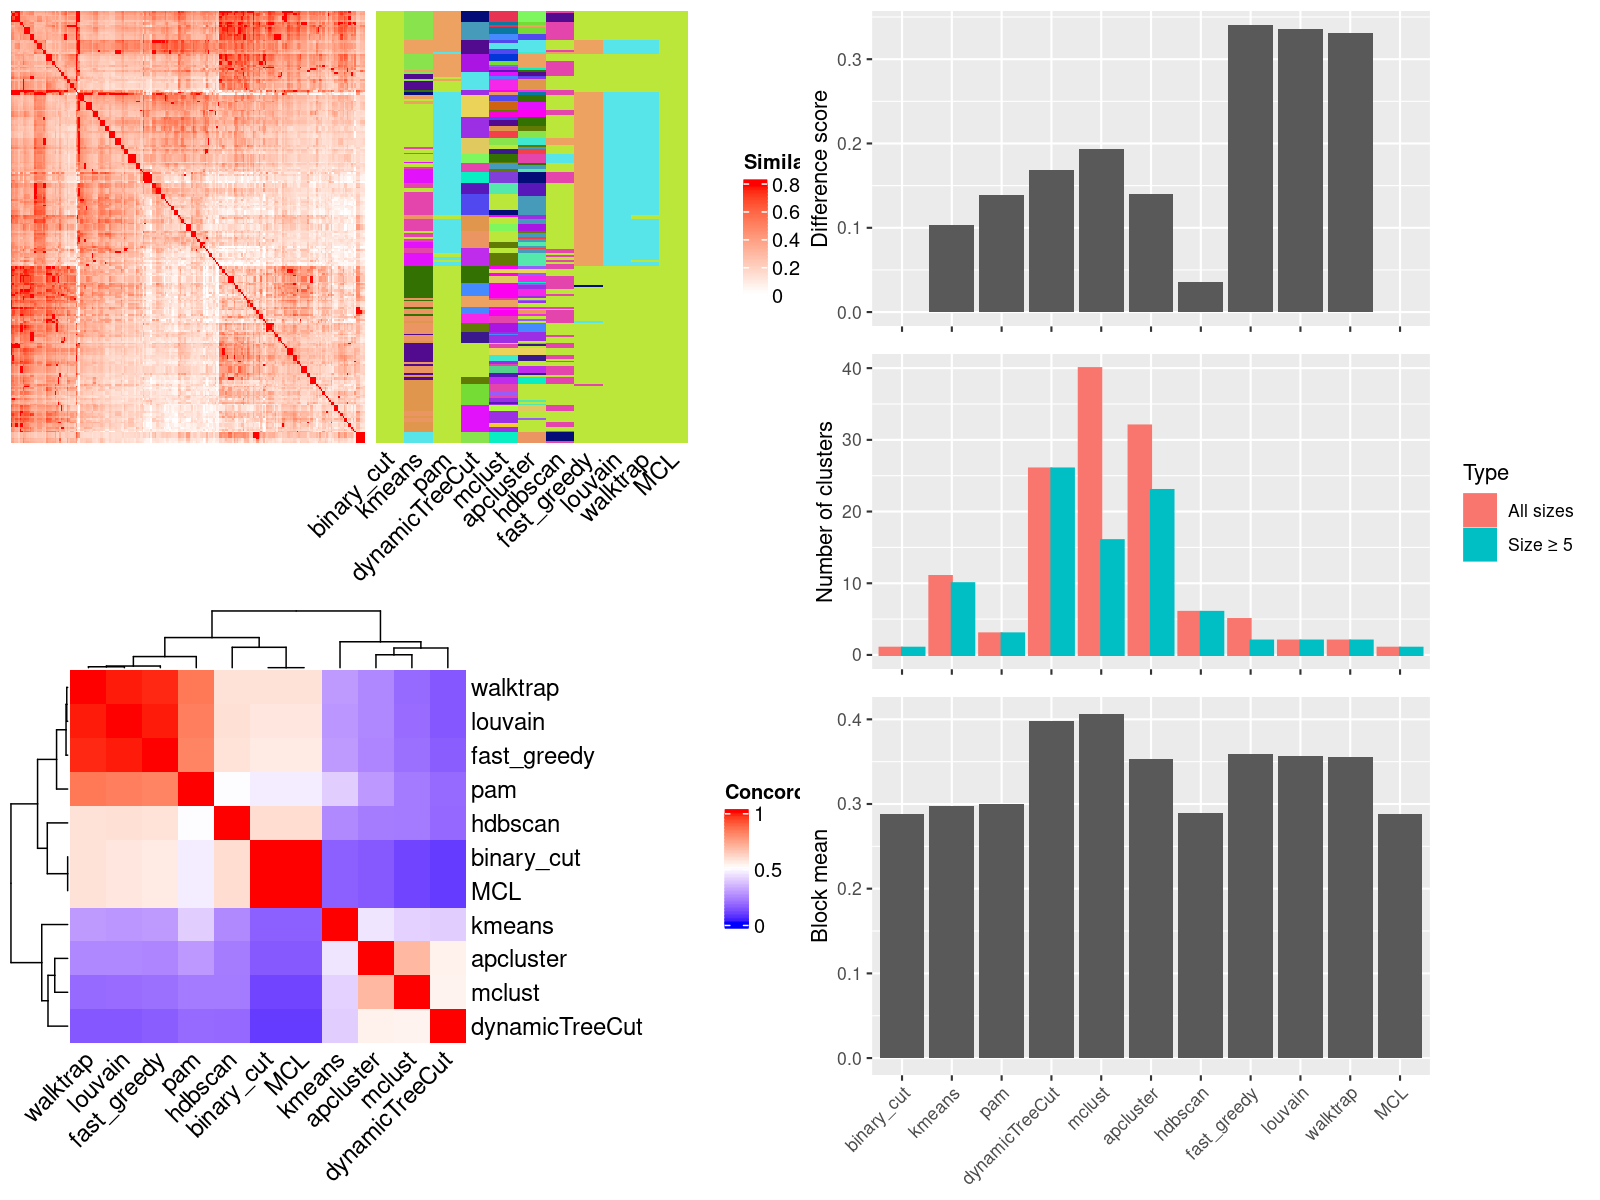 Simila
0.8
0.6
0.4
0.2
0
binary_cut
kmeans
pam
dynamicTreeCut
mclust
apcluster
hdbscan
fast_greedy
louvain
walktrap
MCL
Difference score
0.3
0.2
0.1
0.0
Number of clusters
40
30
20
10
0
Type
All sizes
Size ≥ 5
walktrap
louvain
fast_greedy
pam
hdbscan
binary_cut
MCL
kmeans
apcluster
mclust
dynamicTreeCut
walktrap
louvain
fast_greedy
pam
hdbscan
binary_cut
MCL
kmeans
apcluster
mclust
dynamicTreeCut
Concord
1
0.5
0
Block mean
0.4
0.3
0.2
0.1
0.0
binary_cut
kmeans
pam
dynamicTreeCut
mclust
apcluster
hdbscan
fast_greedy
louvain
walktrap
MCL